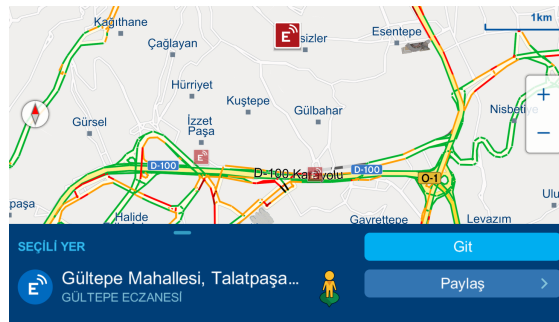 Kağıthane
1km
E
sizler
Esentepe
Çağlayan
Hürriyet
+
Kuştepe
Gülbahar
Nisbetiye
Gürsel
İzzet
Paşa
−
E
D-100
D-100 Karayolu
E
D-100
O-1
paşa
Ulu
Halide
Gayrettepe
Levazım
SEÇİLİ YER
Git
E
Gültepe Mahallesi, Talatpaşa...
GÜLTEPE ECZANESİ
Paylaş